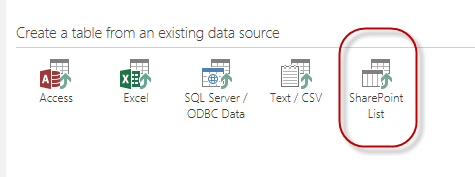 Create a table from an existing data source
Access Excel SQL Server / Text / CSV SharePoint
ODBC Data List